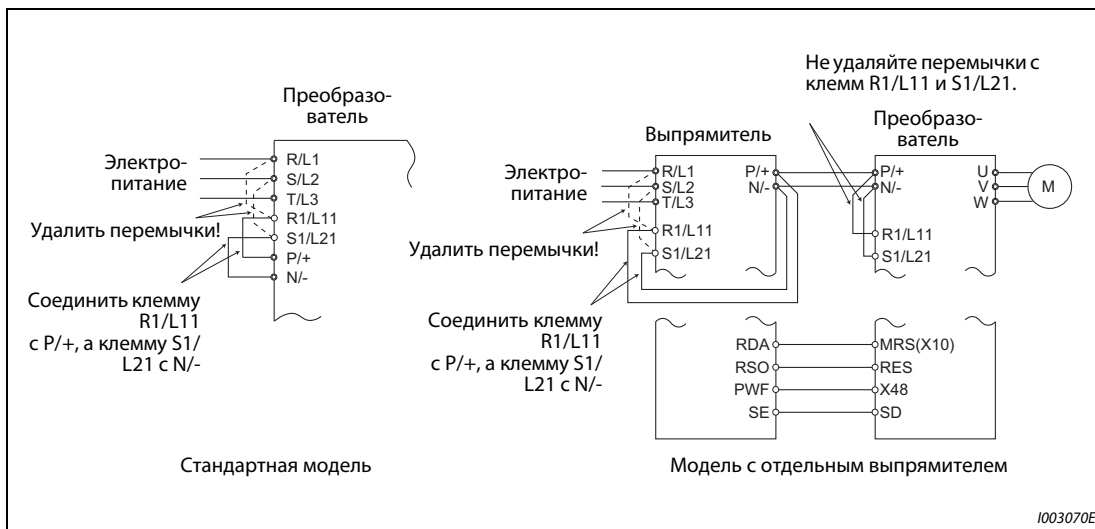 Преобразо-
ватель
Электро-
питание
R/L1
S/L2
T/L3
R1/L11
S1/L21
P/+
N/-
Удалить перемычки!
Соединить клемму
R1/L11
с P/+, а клемму S1/
L21 с N/-
Стандартная модель
Не удаляйте перемычки с
клемм R1/L11 и S1/L21.
Выпрямитель
Преобразо-
ватель
Электро-
питание
R/L1
S/L2
T/L3
R1/L11
S1/L21
P/+
N/-
P/+
N/-
R1/L11
S1/L21
U
V
W
M
Удалить перемычки!
Соединить клемму
R1/L11
с P/+, а клемму S1/
L21 с N/-
RDA
RSO
PWF
SE
MRS(X10)
RES
X48
SD
Модель с отдельным выпрямителем
I003070E